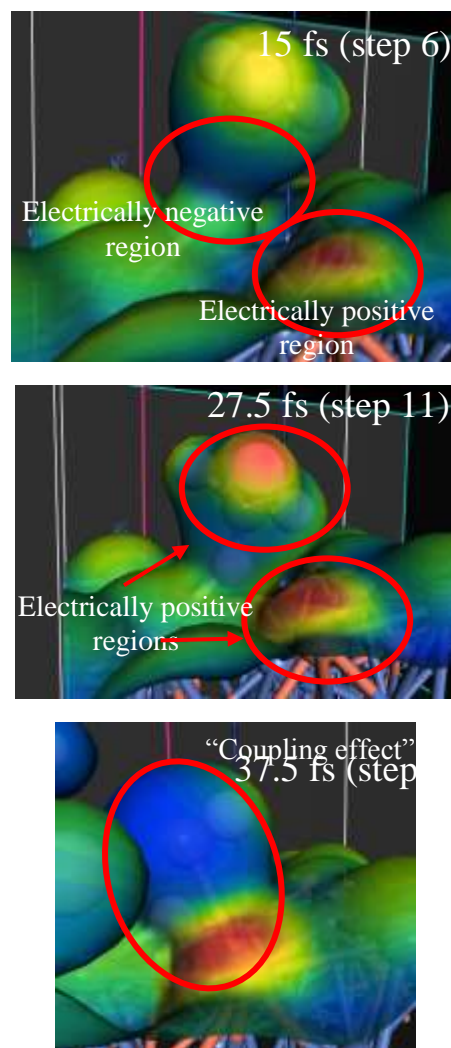 15 fs (step 6)
Electrically negative
region
Electrically positive
region
27.5 fs (step 11)
Electrically positive
regions
“Coupling effect”
37.5 fs (step